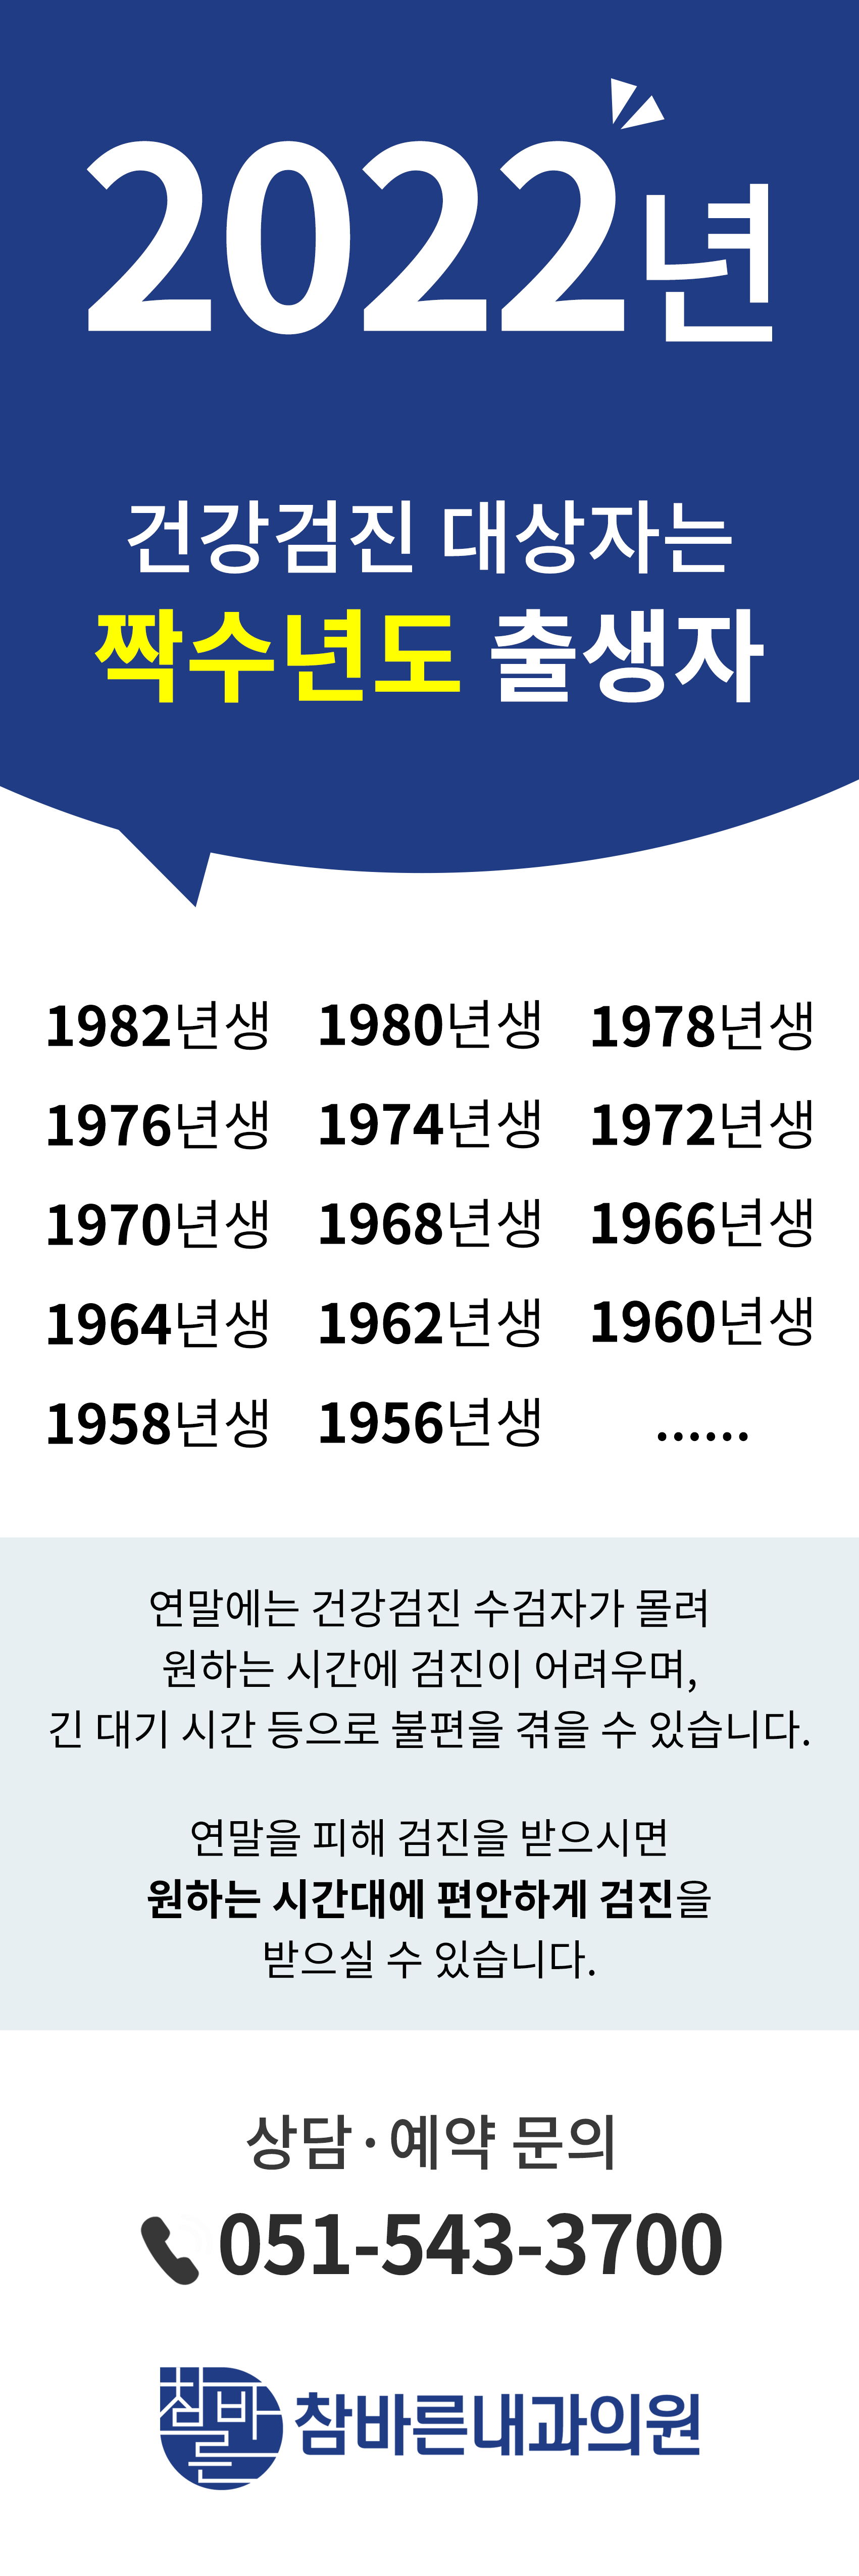 2022년
건강검진 대상자는
짝수년도 출생자
1982년생 1980년생 1978년생
1976년생 1974년생 1972년생
1970년생 1968년생 1966년생
1964년생 1962년생 1960년생
1958년생 1956년생 ......
연말에는 건강검진 수검자가 몰려
원하는 시간에 검진이 어려우며,
긴 대기 시간 등으로 불편을 겪을 수 있습니다.
연말을 피해 검진을 받으시면
원하는 시간대에 편안하게 검진을
받으실 수 있습니다.
상담·예약 문의
051-543-3700
참바른
참바른내과의원